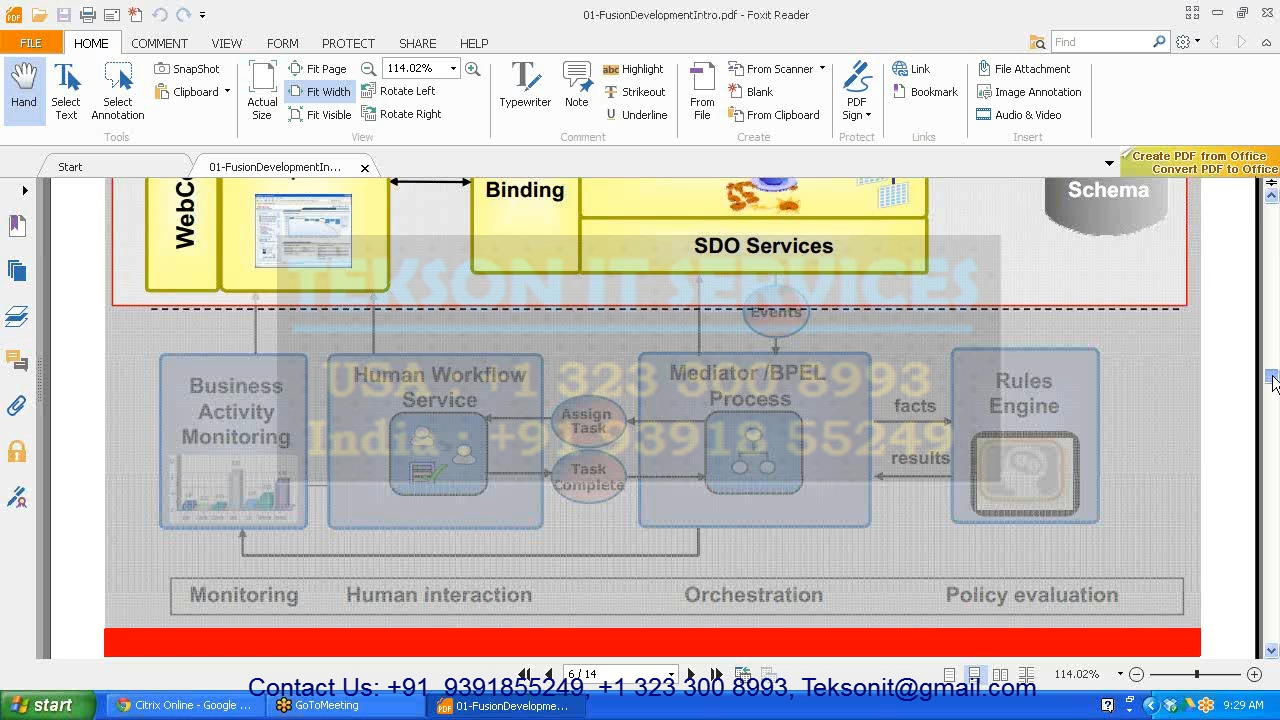 01-FusionDevelopmentIntro.pdf - Foxit Reader
FILE HOME COMMENT VIEW FORM PROTECT SHARE HELP
Find
Hand
Select Text
Select Annotation
SnapShot
Clipboard
Tools
Actual Size
Fit Page
Fit Width
Fit Visible
114.02%
Rotate Left
Rotate Right
View
Typewriter
Note
Highlight
Strikeout
Underline
Comment
From File
From Scanner
Blank
From Clipboard
Create
PDF Sign
Protect
Link
Bookmark
Links
File Attachment
Image Annotation
Audio & Video
Insert
Start
01-FusionDevelopmentIn...
Create PDF from Office
Convert PDF to Office
Binding
SDO Services
Schema
TEKSON IT SERVICES
Events
Business
Activity
Monitoring
Human Workflow
Service
Assign
Task
Task
Complete
Mediator /BPEL
Process
facts
results
Rules
Engine
Monitoring Human interaction Orchestration Policy evaluation
6 / 14
114.02%
Contact Us: +91 9391855249, +1 323 300 8993, Teksonit@gmail.com
start
Citrix Online - Google ...
GoToMeeting
01-FusionDevelopme...
9:29 AM